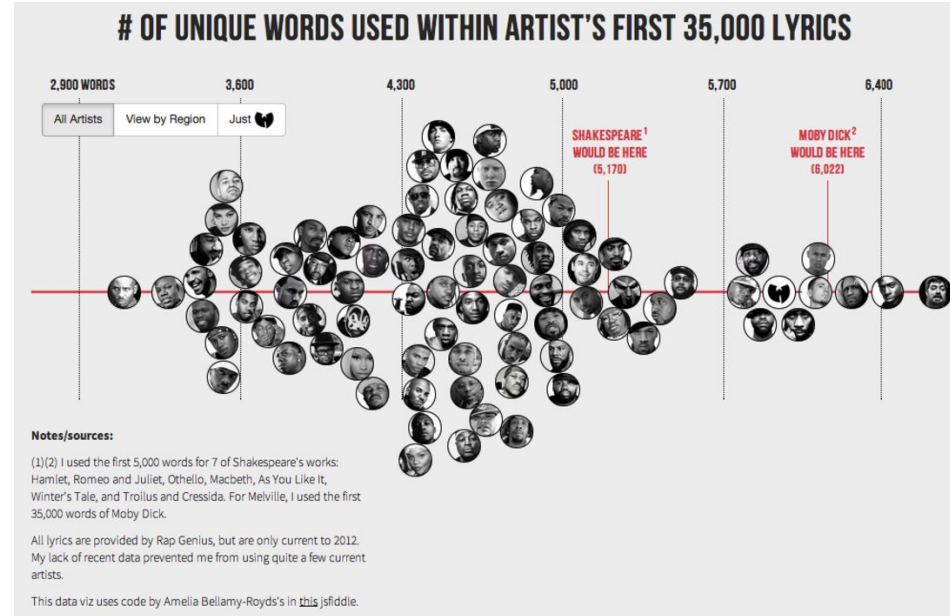 # OF UNIQUE WORDS USED WITHIN ARTIST'S FIRST 35,000 LYRICS
2,900 WORDS 3,600 4,300 5,000 5,700 6,400
All Artists View by Region Just
SHAKESPEARE1 MOBY DICK2
WOULD BE HERE WOULD BE HERE
(5,170) (6,022)
Notes/sources:
(1)(2) I used the first 5,000 words for 7 of Shakespeare's works:
Hamlet, Romeo and Juliet, Othello, Macbeth, As You Like It,
Winter's Tale, and Troilus and Cressida. For Melville, I used the first
35,000 words of Moby Dick.
All lyrics are provided by Rap Genius, but are only current to 2012.
My lack of recent data prevented me from using quite a few current
artists.
This data viz uses code by Amelia Bellamy-Royds's in this jsfiddle.